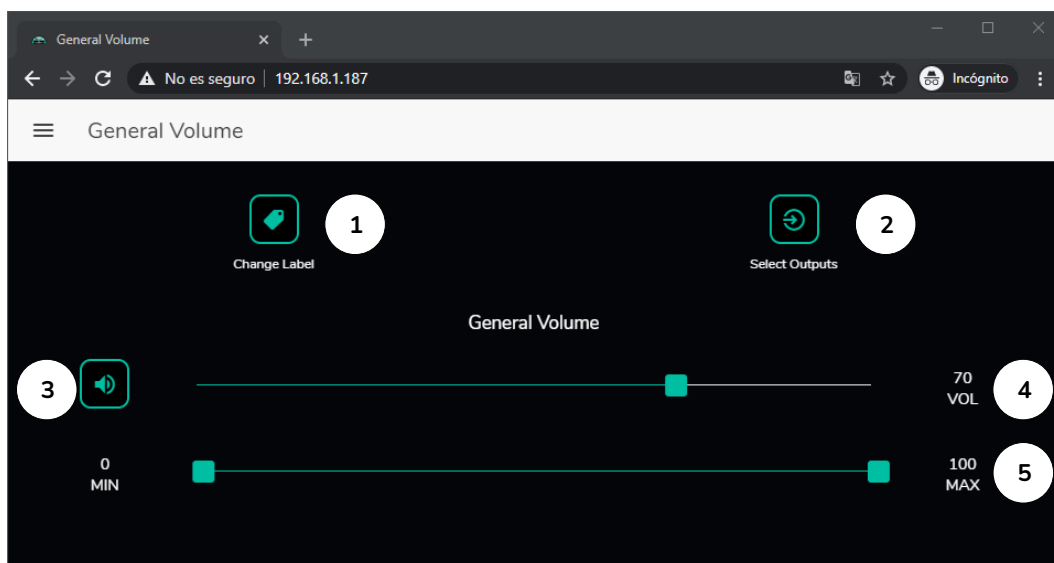 General Volume
No es seguro
192.168.1.187
Incógnito
General Volume
1
2
Change Label
Select Outputs
General Volume
3
70
VOL
4
0
MIN
100
MAX
5